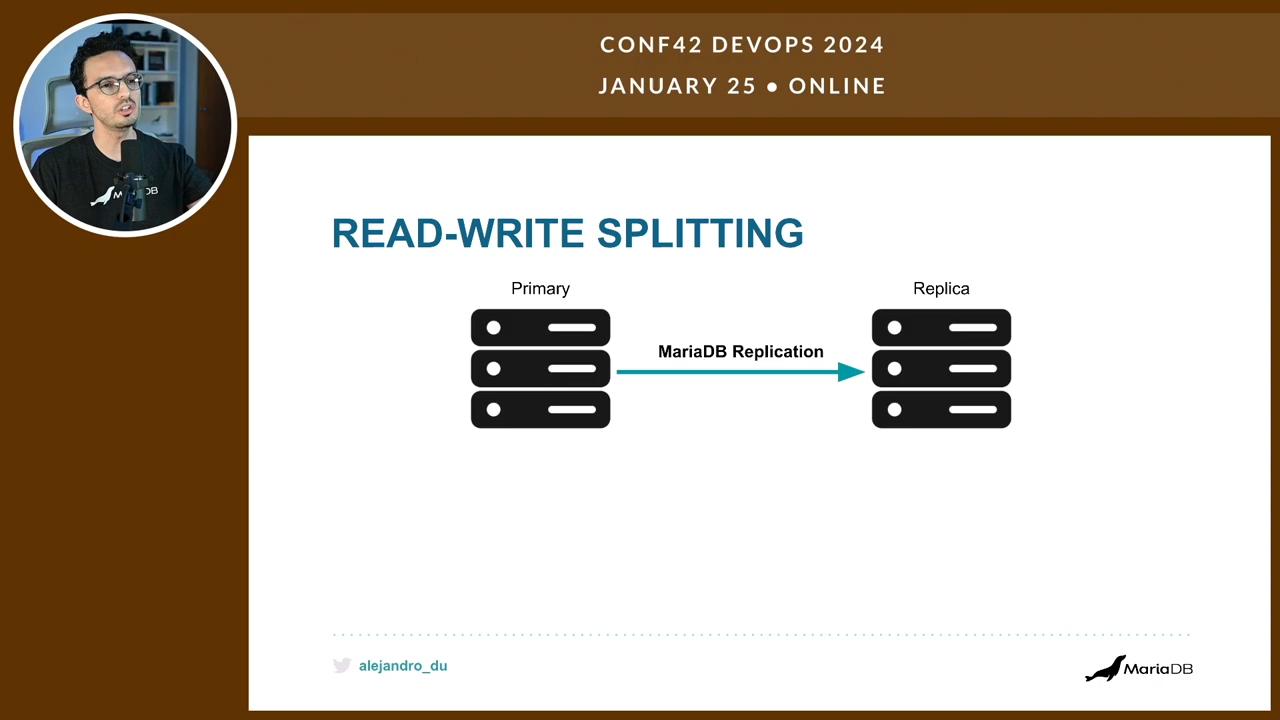 CONF42 DEVOPS 2024
JANUARY 25 • ONLINE
READ-WRITE SPLITTING
Primary
Replica
MariaDB Replication
alejandro_du
MariaDB